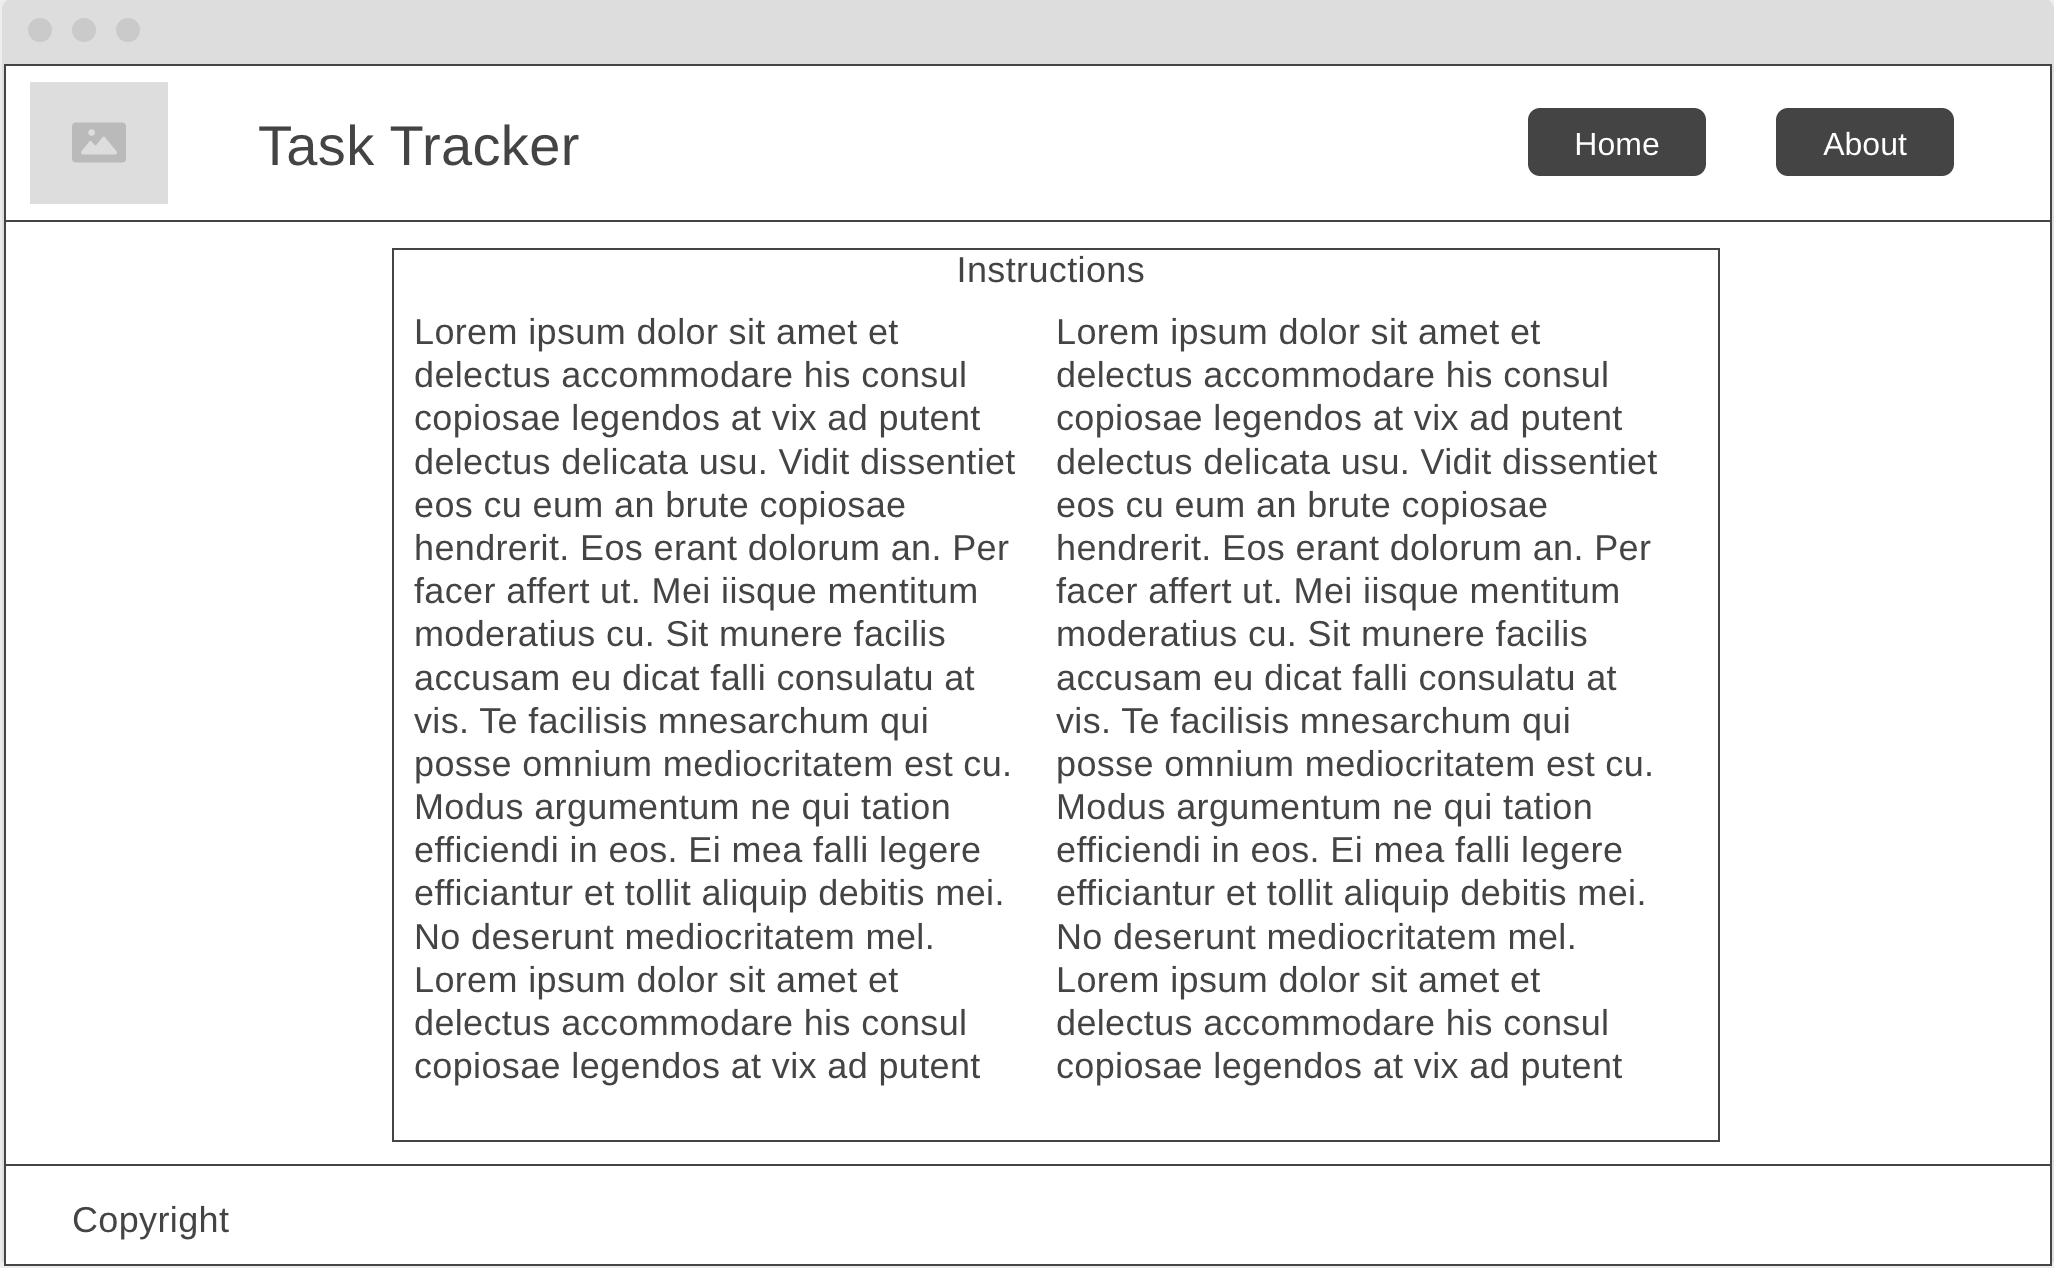 Task Tracker
Home
About
Instructions
Lorem ipsum dolor sit amet et
delectus accommodare his consul
copiosae legendos at vix ad putent
delectus delicata usu. Vidit dissentiet
eos cu eum an brute copiosae
hendrerit. Eos erant dolorum an. Per
facer affert ut. Mei iisque mentitum
moderatius cu. Sit munere facilis
accusam eu dicat falli consulatu at
vis. Te facilisis mnesarchum qui
posse omnium mediocritatem est cu.
Modus argumentum ne qui tation
efficiendi in eos. Ei mea falli legere
efficiantur et tollit aliquip debitis mei.
No deserunt mediocritatem mel.
Lorem ipsum dolor sit amet et
delectus accommodare his consul
copiosae legendos at vix ad putent
Lorem ipsum dolor sit amet et
delectus accommodare his consul
copiosae legendos at vix ad putent
delectus delicata usu. Vidit dissentiet
eos cu eum an brute copiosae
hendrerit. Eos erant dolorum an. Per
facer affert ut. Mei iisque mentitum
moderatius cu. Sit munere facilis
accusam eu dicat falli consulatu at
vis. Te facilisis mnesarchum qui
posse omnium mediocritatem est cu.
Modus argumentum ne qui tation
efficiendi in eos. Ei mea falli legere
efficiantur et tollit aliquip debitis mei.
No deserunt mediocritatem mel.
Lorem ipsum dolor sit amet et
delectus accommodare his consul
copiosae legendos at vix ad putent
Copyright